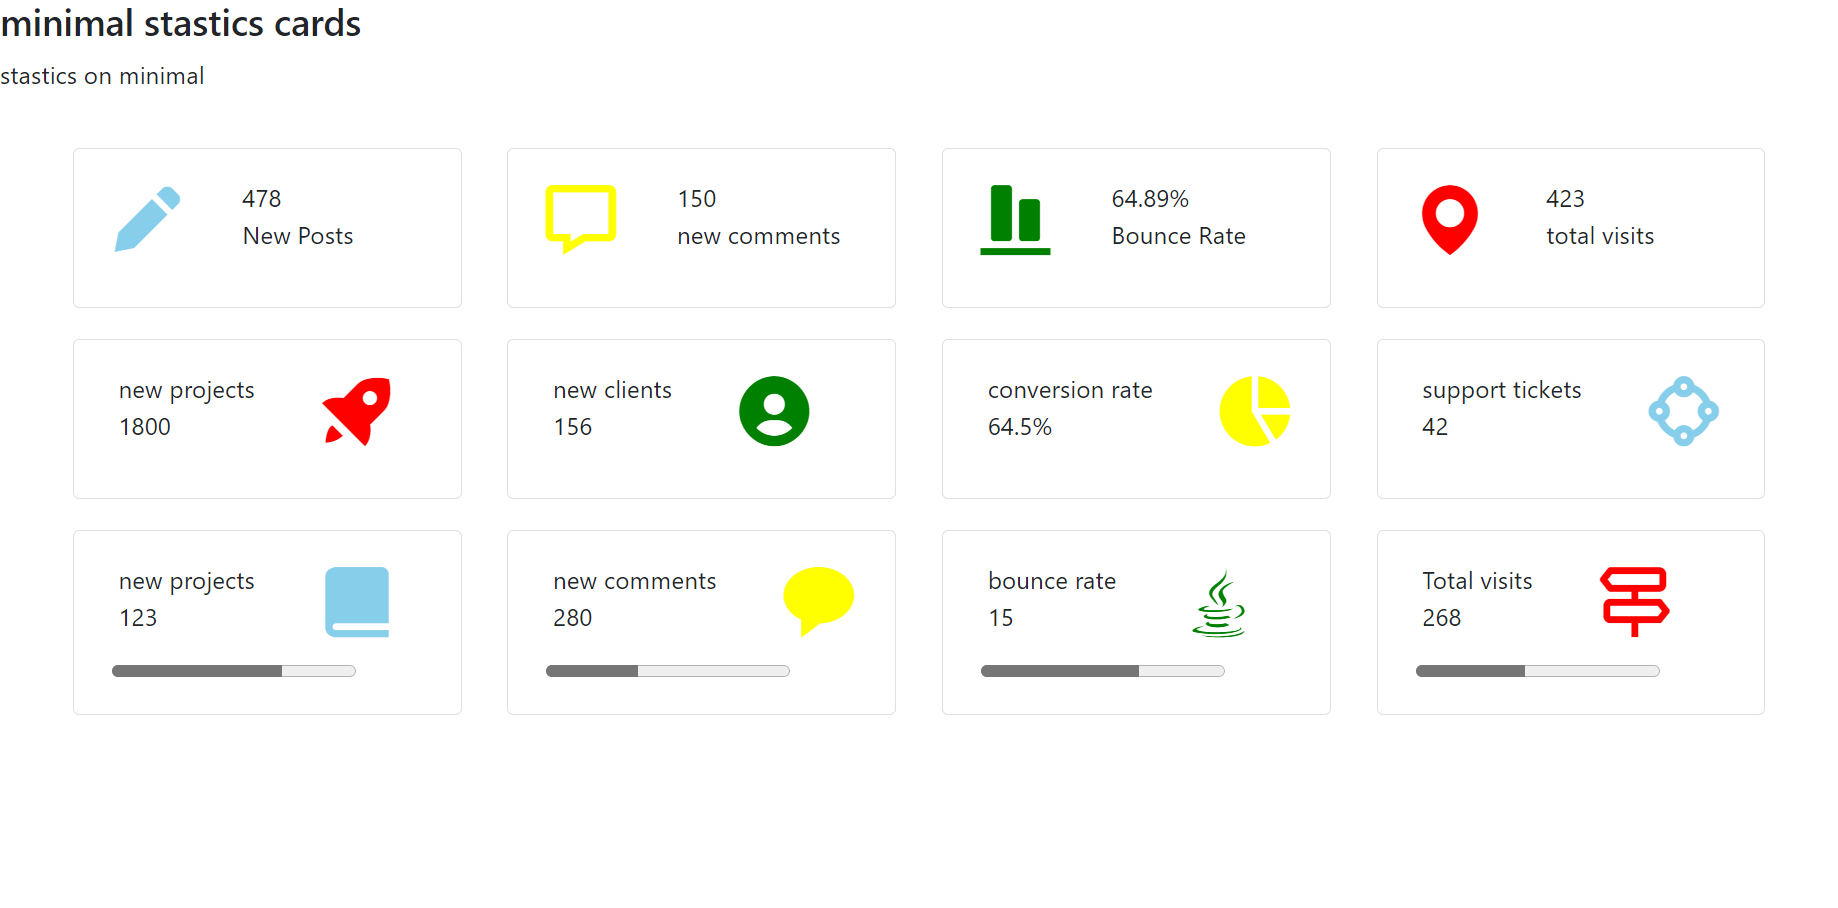 minimal stastics cards
stastics on minimal
478
New Posts
150
new comments
64.89%
Bounce Rate
423
total visits
new projects
1800
new clients
156
conversion rate
64.5%
support tickets
42
new projects
123
new comments
280
bounce rate
15
Total visits
268